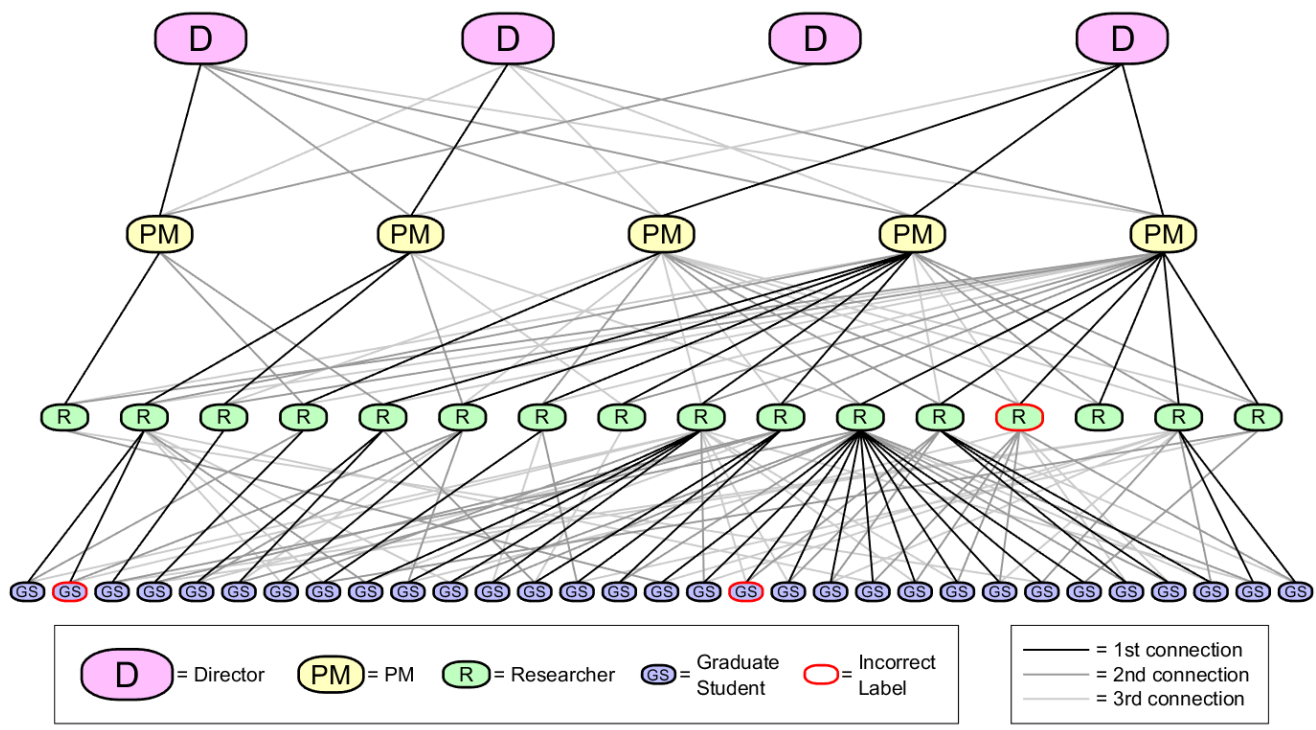 D D D D
PM PM PM PM PM
R R R R R R R R R R R R R R R R
GS GS GS GS GS GS GS GS GS GS GS GS GS GS GS GS GS GS GS GS GS GS GS GS GS GS GS GS GS GS GS
D = Director
PM = PM
R = Researcher
GS = Graduate
Student
= Incorrect
Label
= 1st connection
= 2nd connection
= 3rd connection